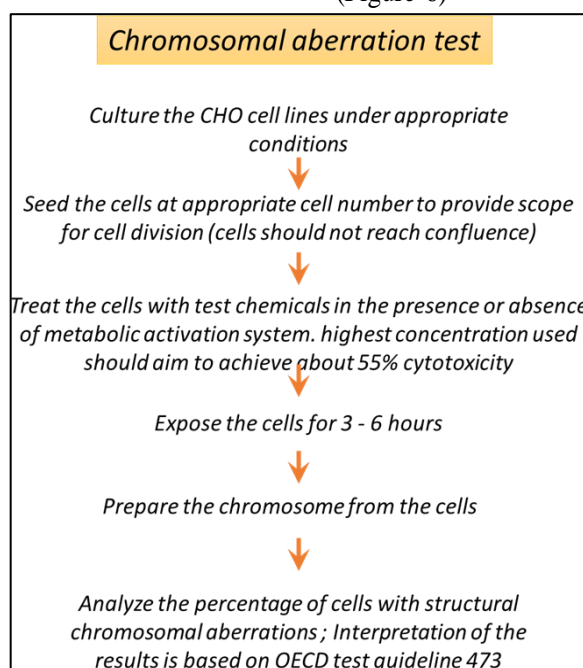 (Figure 6)
Chromosomal aberration test
Culture the CHO cell lines under appropriate
conditions
Seed the cells at appropriate cell number to provide scope
for cell division (cells should not reach confluence)
Treat the cells with test chemicals in the presence or absence
of metabolic activation system. highest concentration used
should aim to achieve about 55% cytotoxicity
Expose the cells for 3 - 6 hours
Prepare the chromosome from the cells
Analyze the percentage of cells with structural
chromosomal aberrations ; Interpretation of the
results is based on OECD test guideline 473